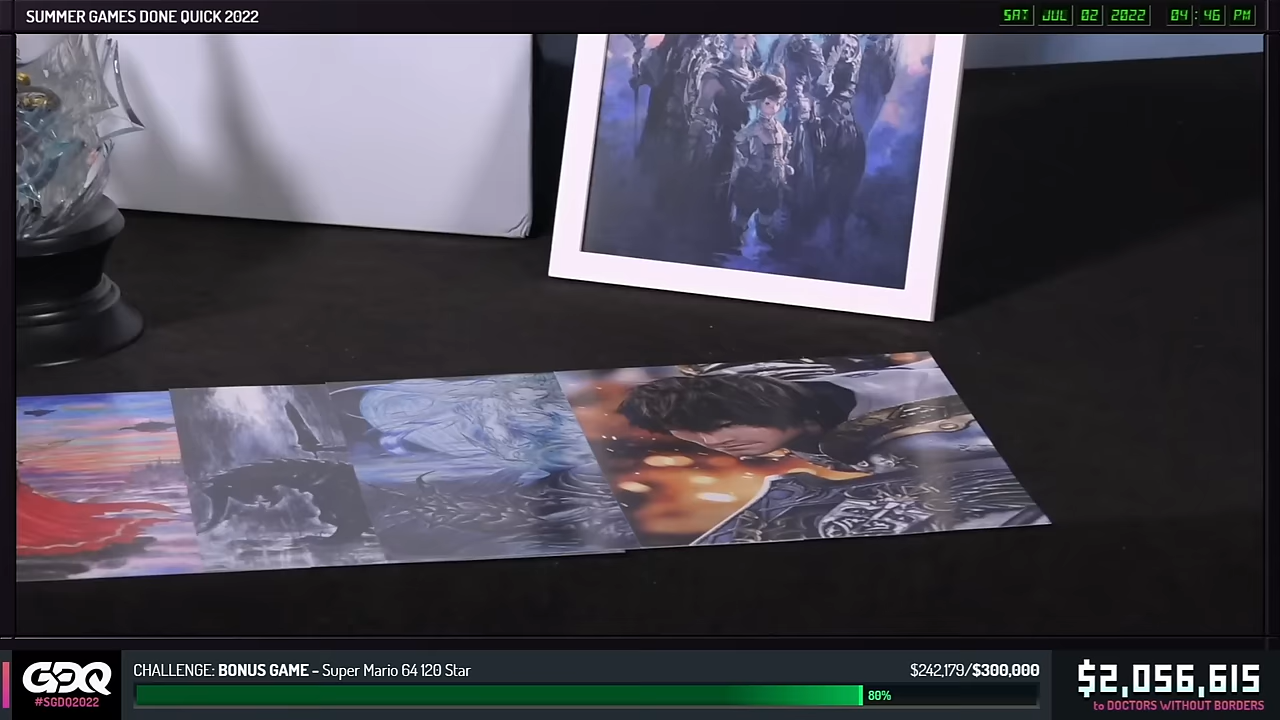 SUMMER GAMES DONE QUICK 2022
SAT JUL 02 2022 04:46 PM
CHALLENGE: BONUS GAME – Super Mario 64 120 Star
$242,179/$300,000
80%
GDQ
#SGDQ2022
$2,056,615
to DOCTORS WITHOUT BORDERS